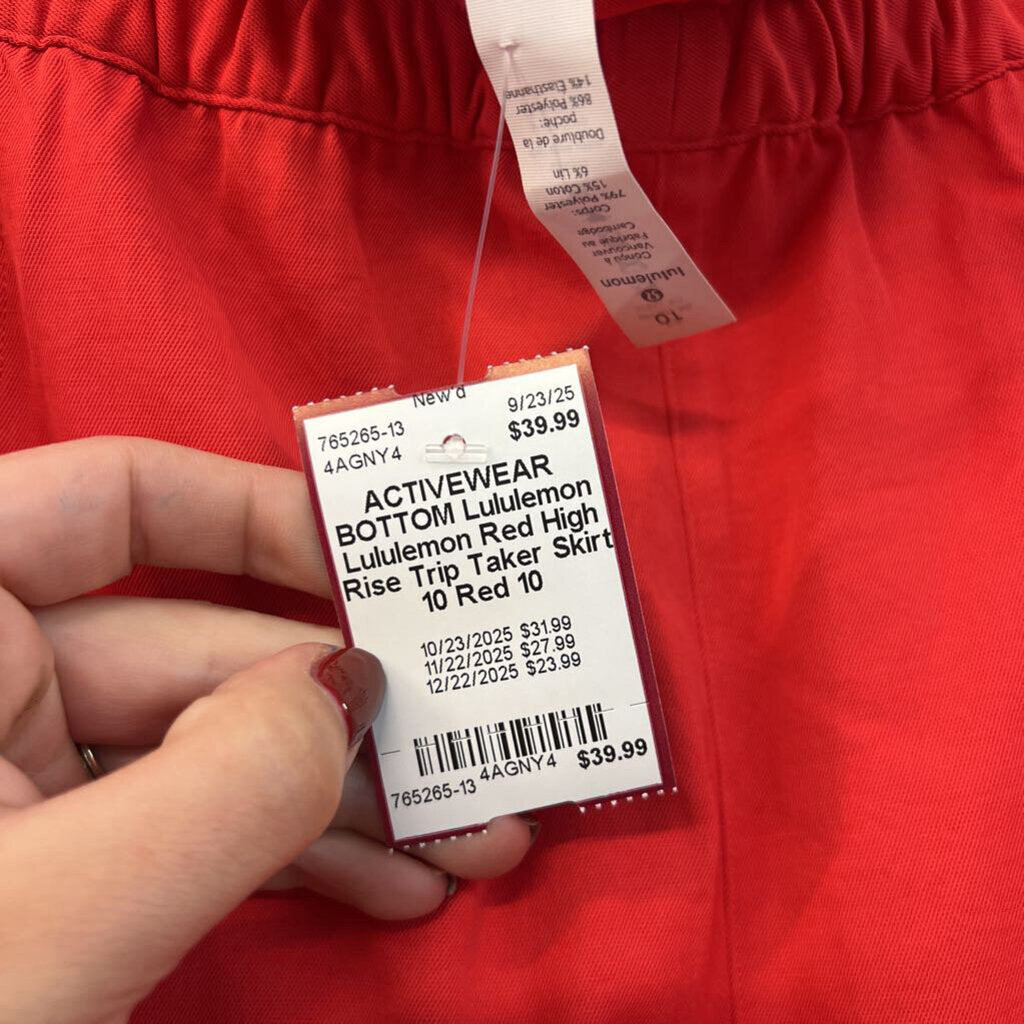 14% Élasthanne
86% Polyester
poche:
Doublure de la
6% Lin
15% Coton
79% Polyester
Corps:
Cambodge
Fabriqué au
Vancouver
Conçu à
lululemon
57
10
New'd
765265-13
9/23/25
4AGNY4
$39.99
ACTIVEWEAR
BOTTOM Lululemon
Lululemon Red High
Rise Trip Taker Skirt
10 Red 10
10/23/2025 $31.99
11/22/2025 $27.99
12/22/2025 $23.99
765265-13 4AGNY4 $39.99